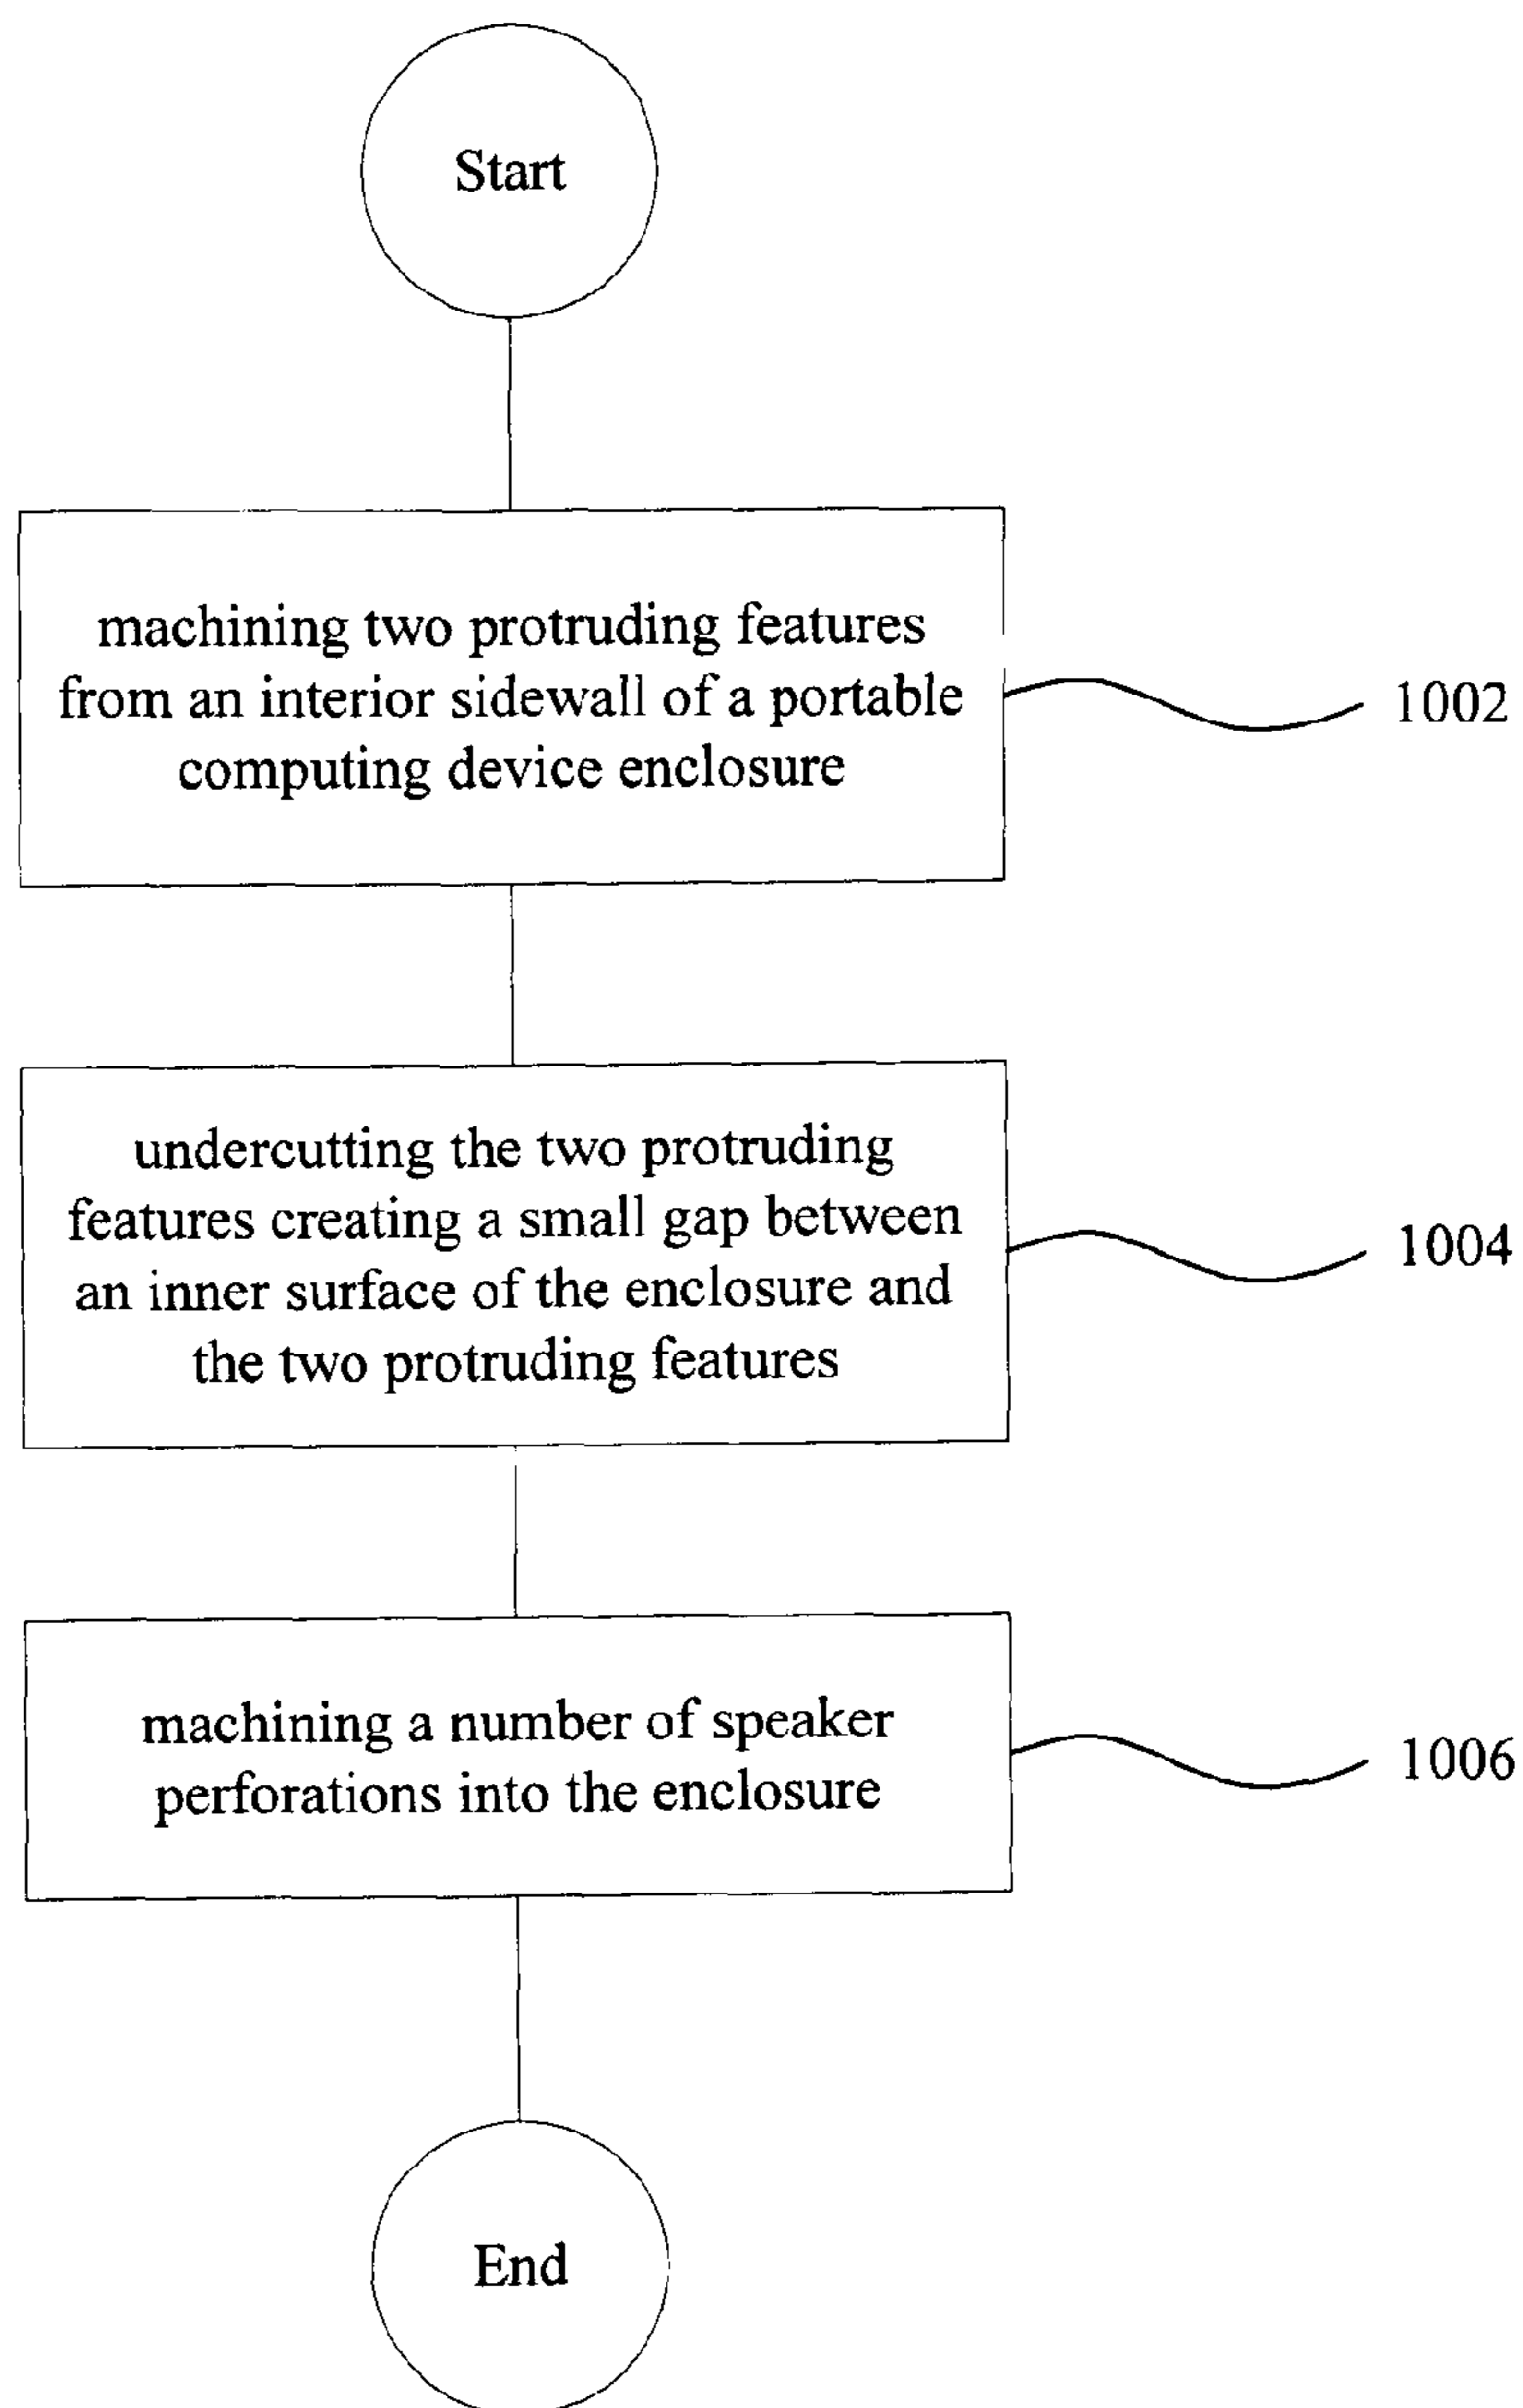 Start
machining two protruding features
from an interior sidewall of a portable
computing device enclosure
1002
undercutting the two protruding
features creating a small gap between
an inner surface of the enclosure and
the two protruding features
1004
machining a number of speaker
perforations into the enclosure
1006
End